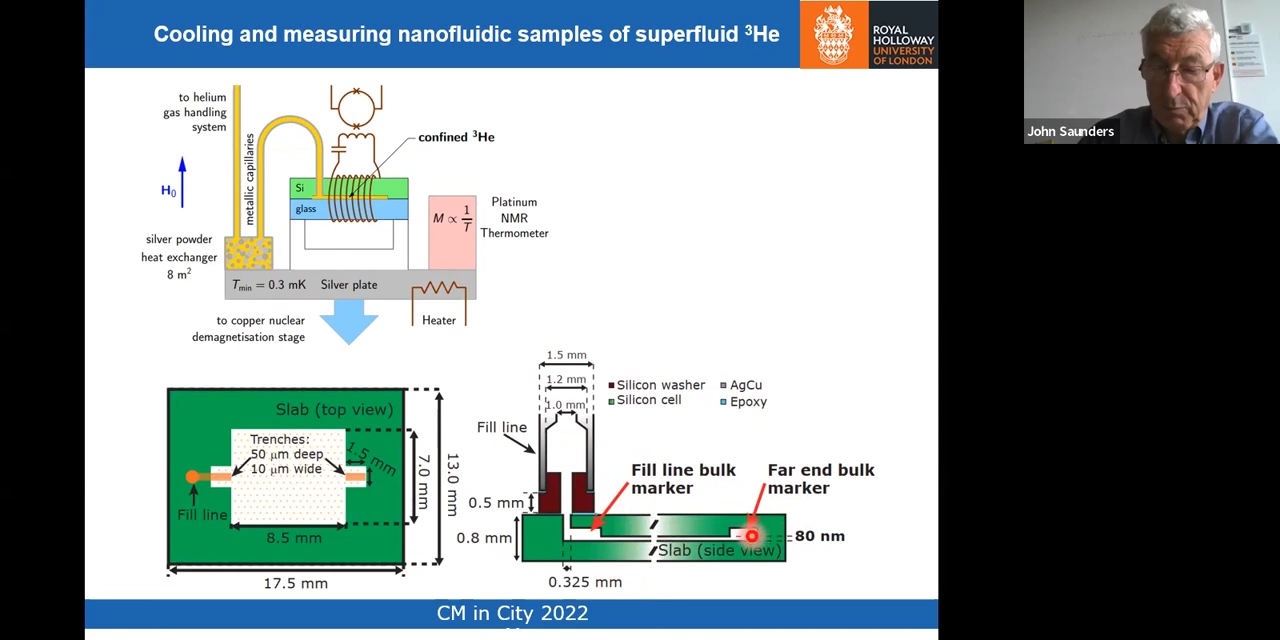 Cooling and measuring nanofluidic samples of superfluid ³He
ROYAL
HOLLOWAY
UNIVERSITY
OF LONDON
John Saunders
to helium
gas handling
system
H₀
metallic capillaries
confined ³He
Si
glass
M ∝ 1/T
Platinum
NMR
Thermometer
silver powder
heat exchanger
8 m²
Tmin = 0.3 mK
Silver plate
to copper nuclear
demagnetisation stage
Heater
Slab (top view)
Trenches:
50 µm deep
10 µm wide
1.5 mm
7.0 mm
13.0 mm
Fill line
8.5 mm
17.5 mm
1.5 mm
1.2 mm
1.0 mm
Silicon washer
AgCu
Silicon cell
Epoxy
Fill line
Fill line bulk
marker
Far end bulk
marker
0.5 mm
0.8 mm
80 nm
Slab (side view)
0.325 mm
CM in City 2022